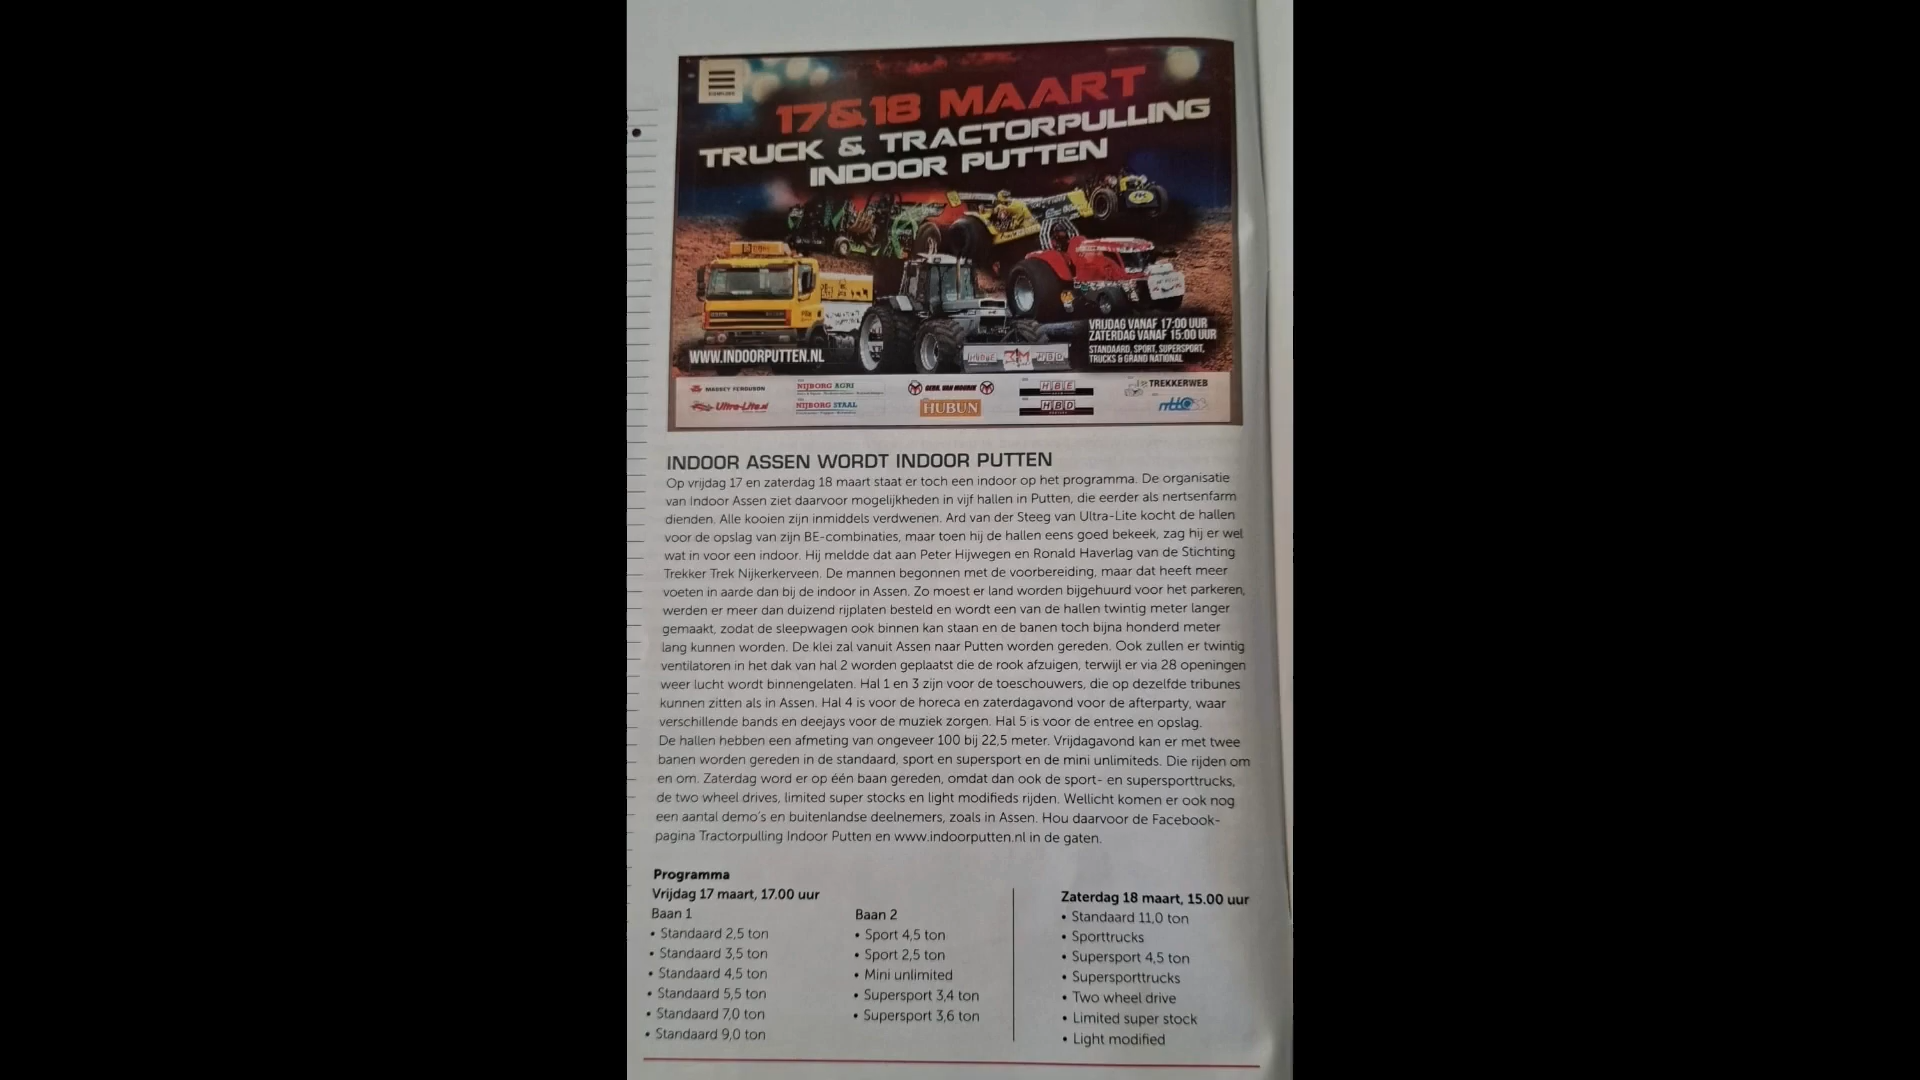 17&18 MAART
TRUCK & TRACTORPULLING
INDOOR PUTTEN
WWW.INDOORPUTTEN.NL
VRIJDAG VANAF 17:00 UUR
ZATERDAG VANAF 15:00 UUR
STANDAARD, SPORT, SUPERSPORT,
TRUCKS & GRAND NATIONAL
MASSEY FERGUSON
NIJBORG AGRI
GEBR. VAN MOURIK
HBE
TREKKERWEB
Ultra-Lite.nl
NIJBORG STAAL
HUBUN
HBD
ntto
INDOOR ASSEN WORDT INDOOR PUTTEN
Op vrijdag 17 en zaterdag 18 maart staat er toch een indoor op het programma. De organisatie
van Indoor Assen ziet daarvoor mogelijkheden in vijf hallen in Putten, die eerder als nertsenfarm
dienden. Alle kooien zijn inmiddels verdwenen. Ard van der Steeg van Ultra-Lite kocht de hallen
voor de opslag van zijn BE-combinaties, maar toen hij de hallen eens goed bekeek, zag hij er wel
wat in voor een indoor. Hij meldde dat aan Peter Hijwegen en Ronald Haverlag van de Stichting
Trekker Trek Nijkerkerveen. De mannen begonnen met de voorbereiding, maar dat heeft meer
voeten in aarde dan bij de indoor in Assen. Zo moest er land worden bijgehuurd voor het parkeren,
werden er meer dan duizend rijplaten besteld en wordt een van de hallen twintig meter langer
gemaakt, zodat de sleepwagen ook binnen kan staan en de banen toch bijna honderd meter
lang kunnen worden. De klei zal vanuit Assen naar Putten worden gereden. Ook zullen er twintig
ventilatoren in het dak van hal 2 worden geplaatst die de rook afzuigen, terwijl er via 28 openingen
weer lucht wordt binnengelaten. Hal 1 en 3 zijn voor de toeschouwers, die op dezelfde tribunes
kunnen zitten als in Assen. Hal 4 is voor de horeca en zaterdagavond voor de afterparty, waar
verschillende bands en deejays voor de muziek zorgen. Hal 5 is voor de entree en opslag.
De hallen hebben een afmeting van ongeveer 100 bij 22,5 meter. Vrijdagavond kan er met twee
banen worden gereden in de standaard, sport en supersport en de mini unlimiteds. Die rijden om
en om. Zaterdag word er op één baan gereden, omdat dan ook de sport- en supersporttrucks,
de two wheel drives, limited super stocks en light modifieds rijden. Wellicht komen er ook nog
een aantal demo's en buitenlandse deelnemers, zoals in Assen. Hou daarvoor de Facebook-
pagina Tractorpulling Indoor Putten en www.indoorputten.nl in de gaten.
Programma
Vrijdag 17 maart, 17.00 uur
Baan 1
• Standaard 2,5 ton
• Standaard 3,5 ton
• Standaard 4,5 ton
• Standaard 5,5 ton
• Standaard 7,0 ton
• Standaard 9,0 ton
Baan 2
• Sport 4,5 ton
• Sport 2,5 ton
• Mini unlimited
• Supersport 3,4 ton
• Supersport 3,6 ton
Zaterdag 18 maart, 15.00 uur
• Standaard 11,0 ton
• Sporttrucks
• Supersport 4,5 ton
• Supersporttrucks
• Two wheel drive
• Limited super stock
• Light modified